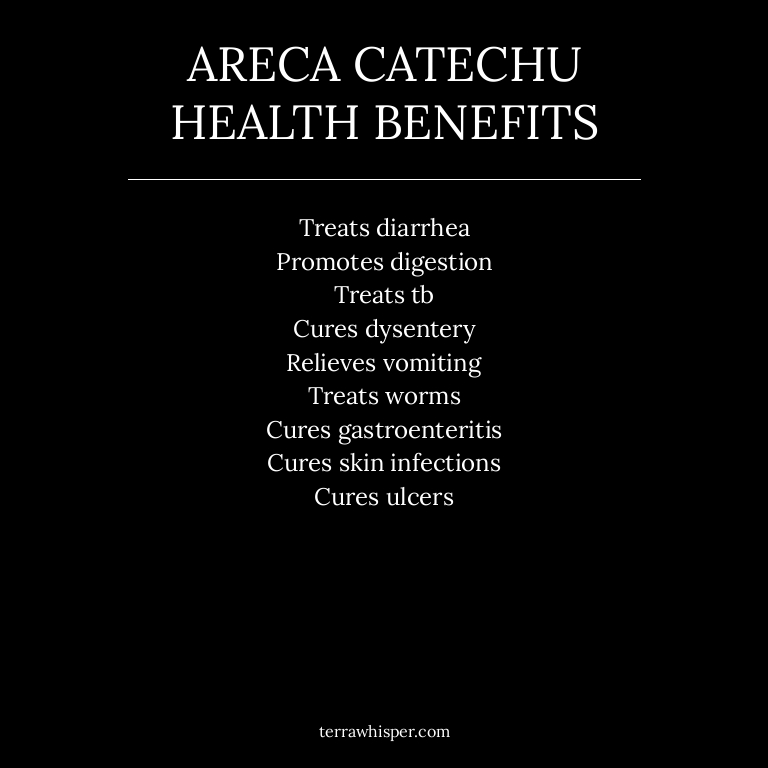 ARECA CATECHU
HEALTH BENEFITS
Treats diarrhea
Promotes digestion
Treats tb
Cures dysentery
Relieves vomiting
Treats worms
Cures gastroenteritis
Cures skin infections
Cures ulcers
terrawhisper.com